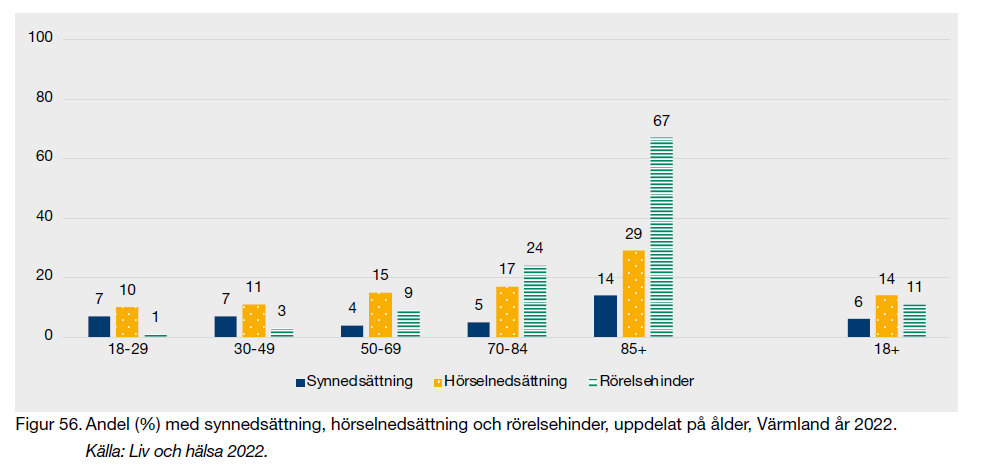 100
80
60
40
20
0
7 10 1
7 11 3
4 15 9
5 17 24
14 29 67
6 14 11
18-29 30-49 50-69 70-84 85+ 18+
Synnedsättning Hörselnedsättning Rörelsehinder
Figur 56. Andel (%) med synnedsättning, hörselnedsättning och rörelsehinder, uppdelat på ålder, Värmland år 2022.
Källa: Liv och hälsa 2022.